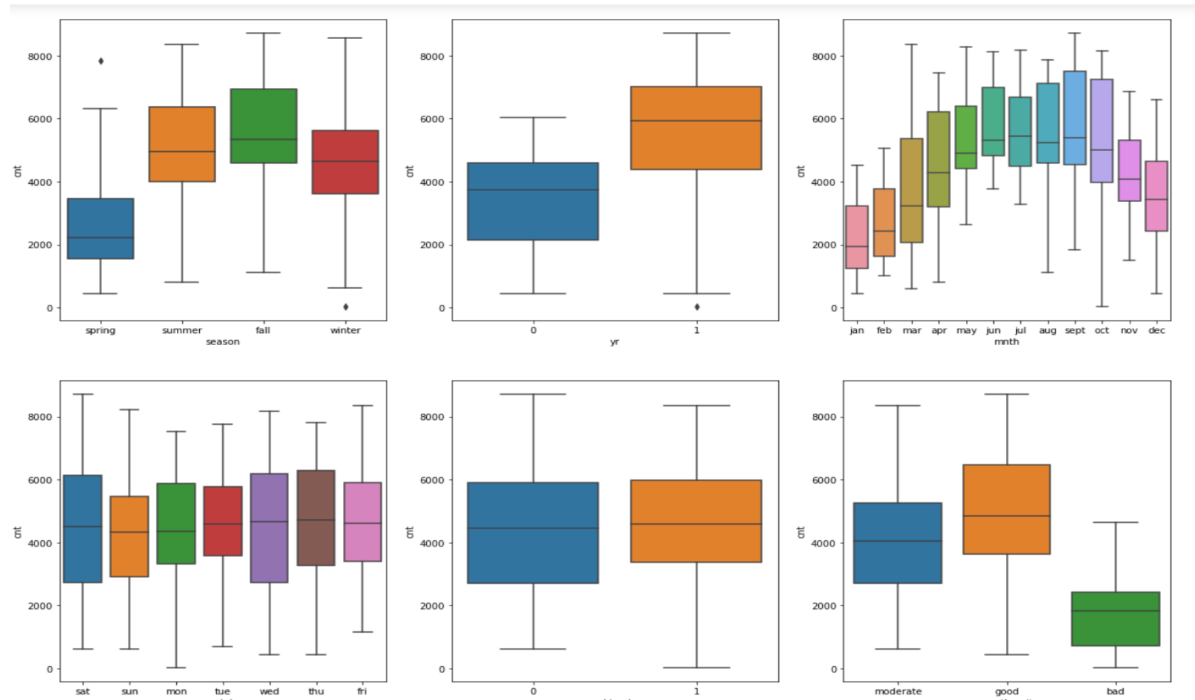 8000
6000
4000
2000
0
cnt
spring summer fall winter
season
8000
6000
4000
2000
0
cnt
0 1
yr
8000
6000
4000
2000
0
cnt
jan feb mar apr may jun jul aug sept oct nov dec
mnth
8000
6000
4000
2000
0
cnt
sat sun mon tue wed thu fri
8000
6000
4000
2000
0
cnt
0 1
8000
6000
4000
2000
0
cnt
moderate good bad